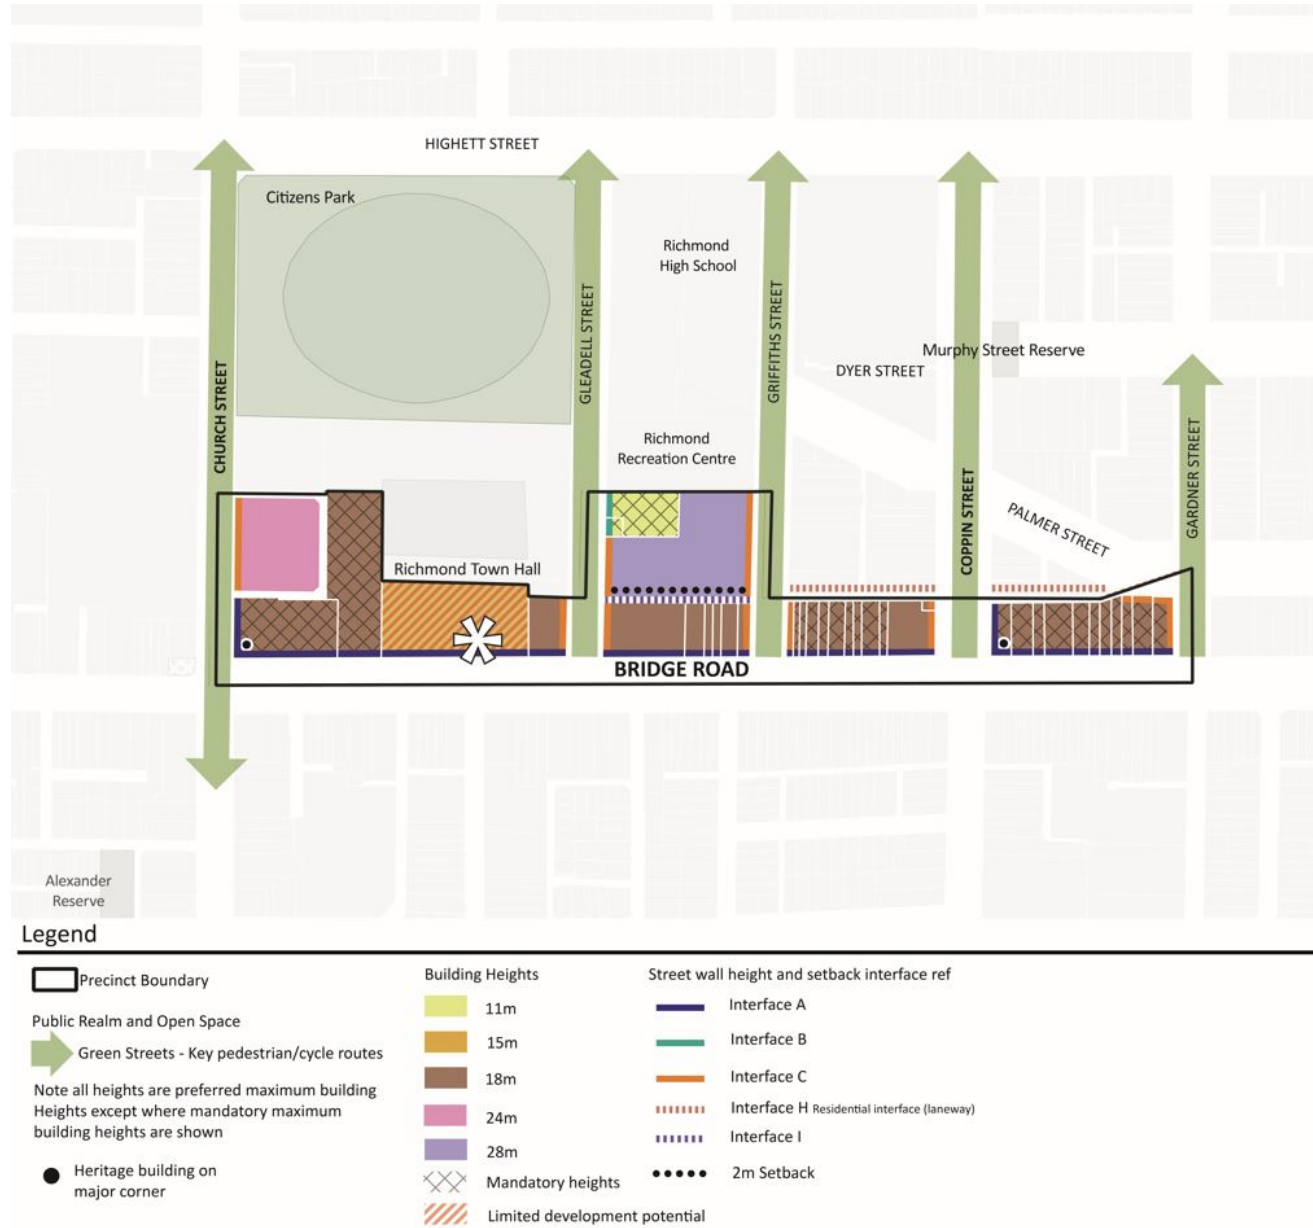 HIGHETT STREET
Citizens Park
Richmond
High School
CHURCH STREET
GLEADELL STREET
GRIFFITHS STREET
Murphy Street Reserve
DYER STREET
COPPIN STREET
GARDNER STREET
Richmond
Recreation Centre
PALMER STREET
Richmond Town Hall
BRIDGE ROAD
Alexander
Reserve
Legend
Precinct Boundary
Public Realm and Open Space
Green Streets - Key pedestrian/cycle routes
Note all heights are preferred maximum building
Heights except where mandatory maximum
building heights are shown
Heritage building on
major corner
Building Heights
11m
15m
18m
24m
28m
Mandatory heights
Limited development potential
Street wall height and setback interface ref
Interface A
Interface B
Interface C
Interface H Residential interface (laneway)
Interface I
2m Setback